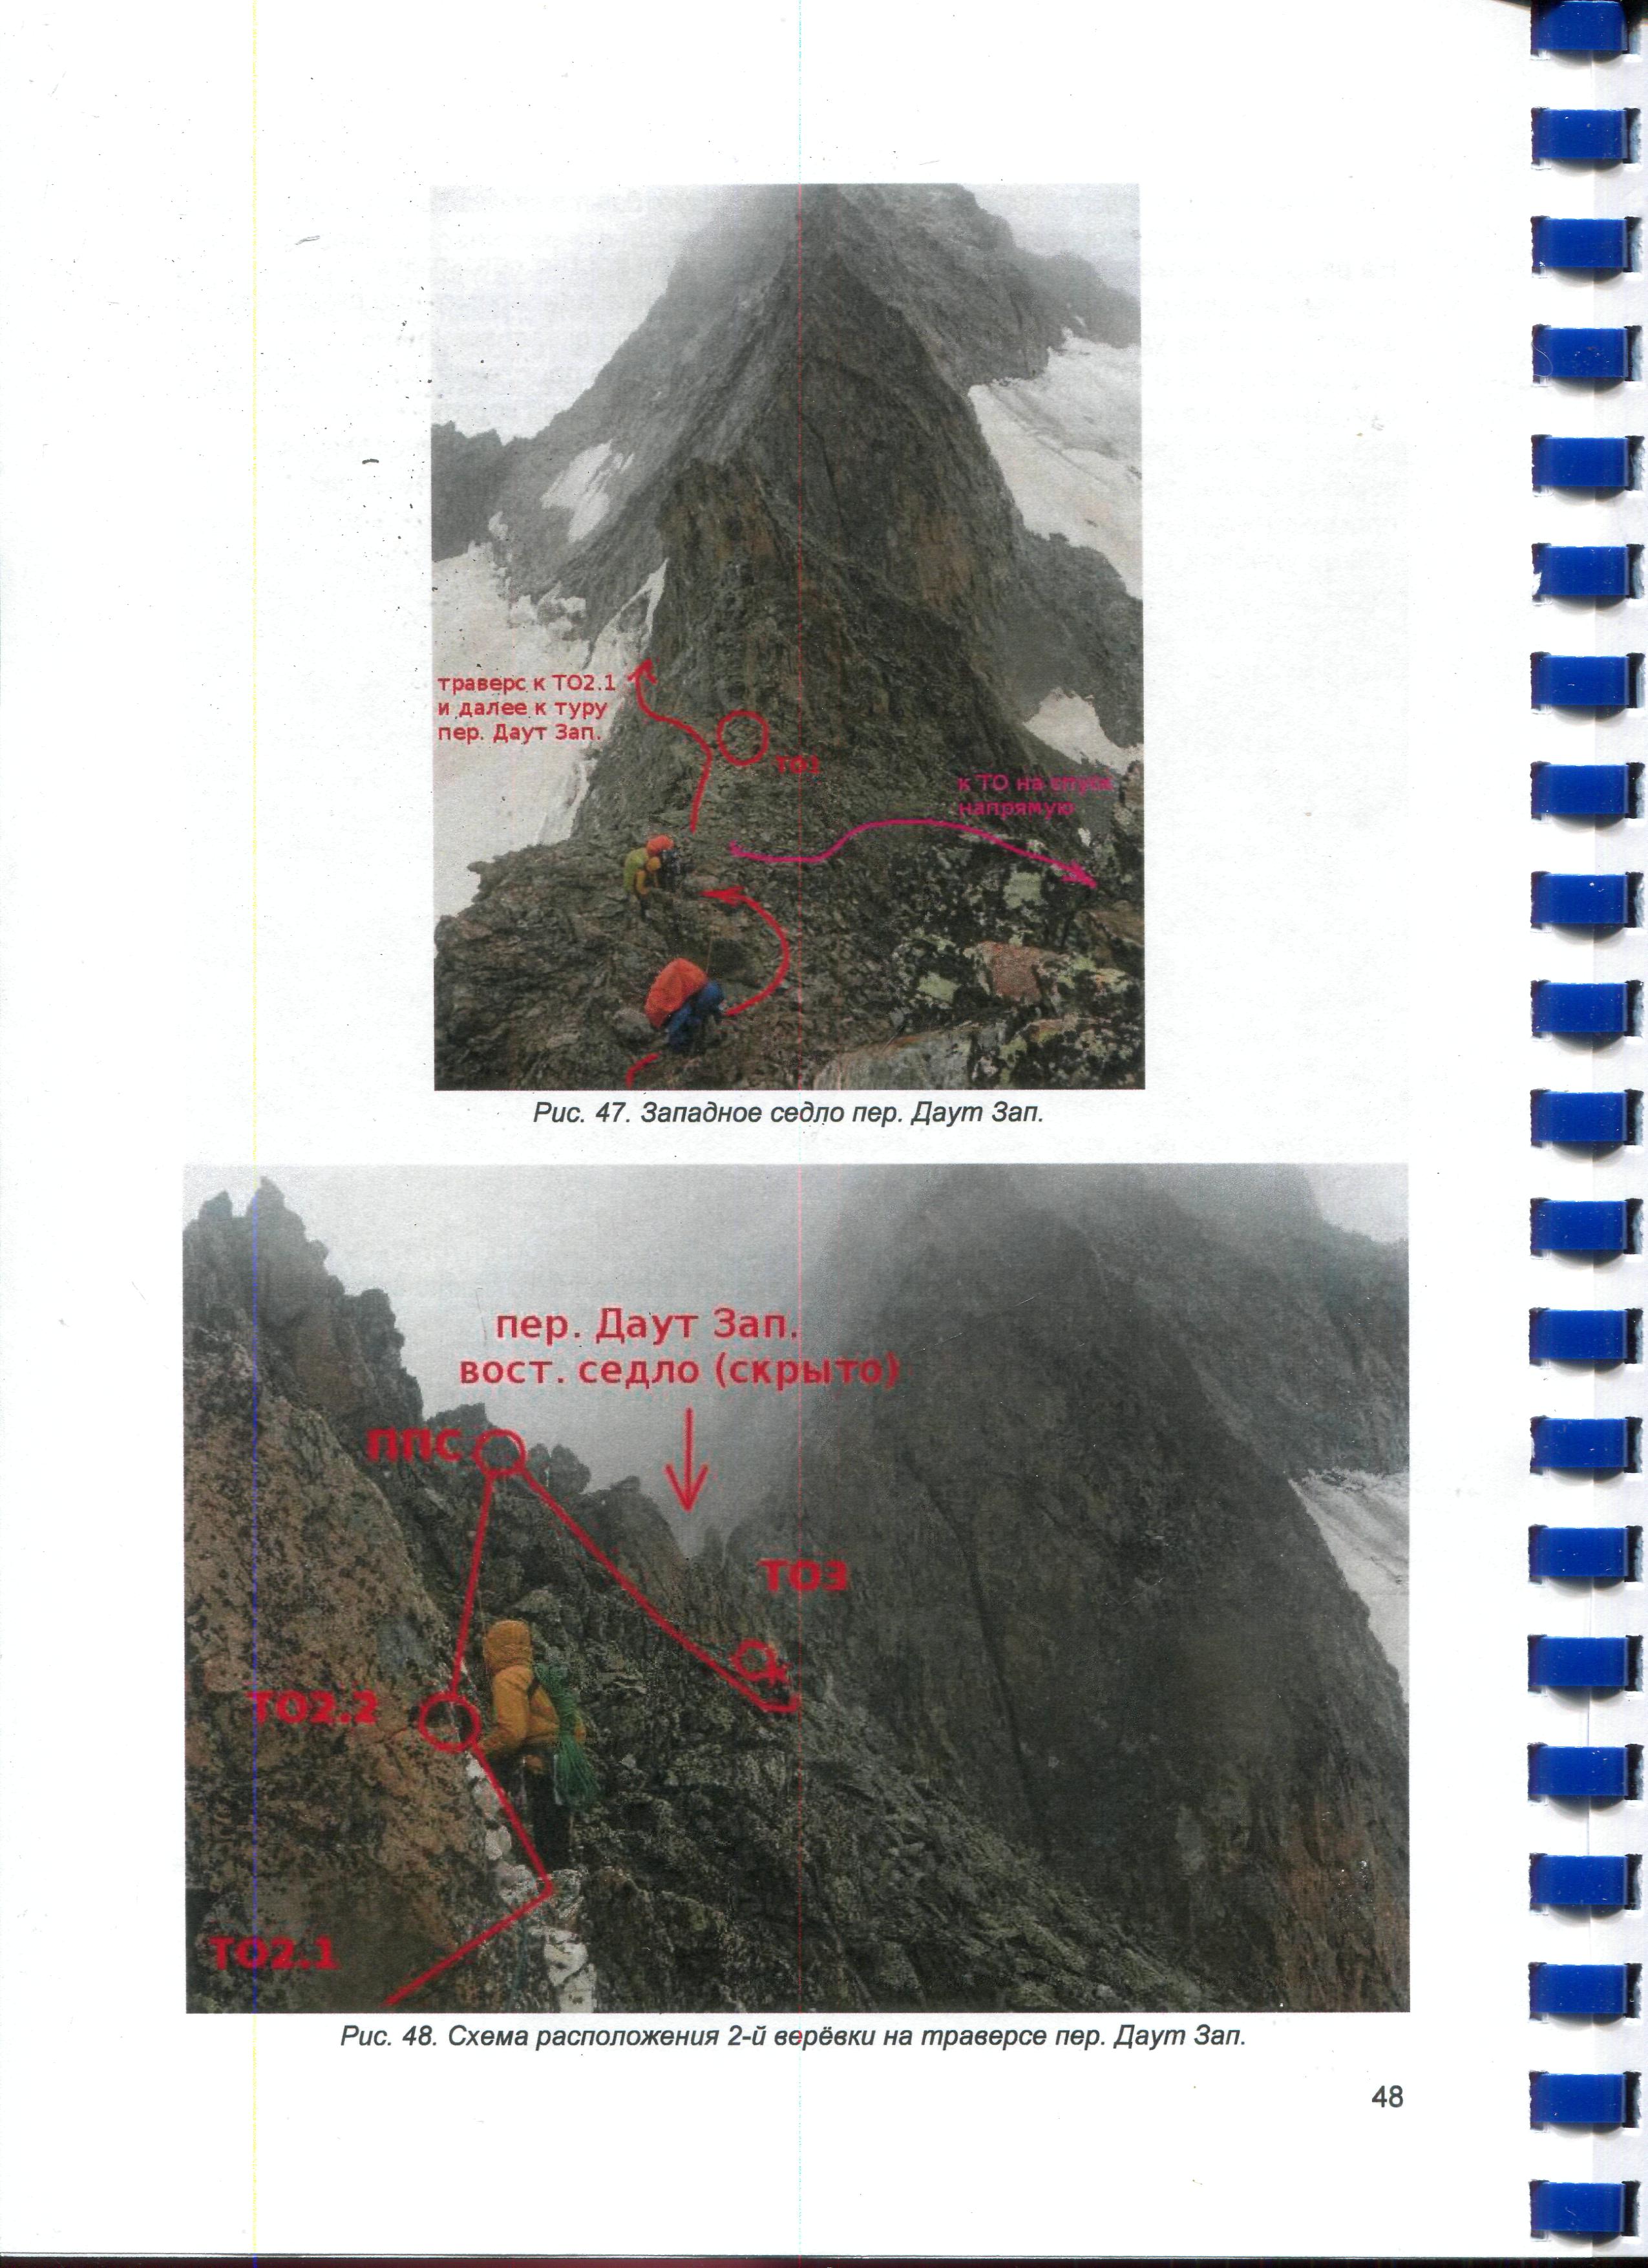 траверс к ТО2.1
и далее к туру
пер. Даут Зап.
ТО1
к ТО на спуск
напрямую
Рис. 47. Западное седло пер. Даут Зап.
пер. Даут Зап.
вост. седло (скрыто)
ППС
ТО3
ТО2.2
ТО2.1
Рис. 48. Схема расположения 2-й верёвки на траверсе пер. Даут Зап.
48